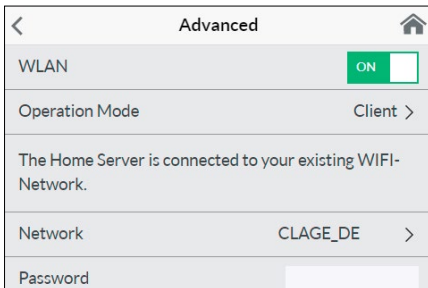 Advanced
WLAN ON
Operation Mode Client
The Home Server is connected to your existing WIFI-
Network.
Network CLAGE_DE
Password